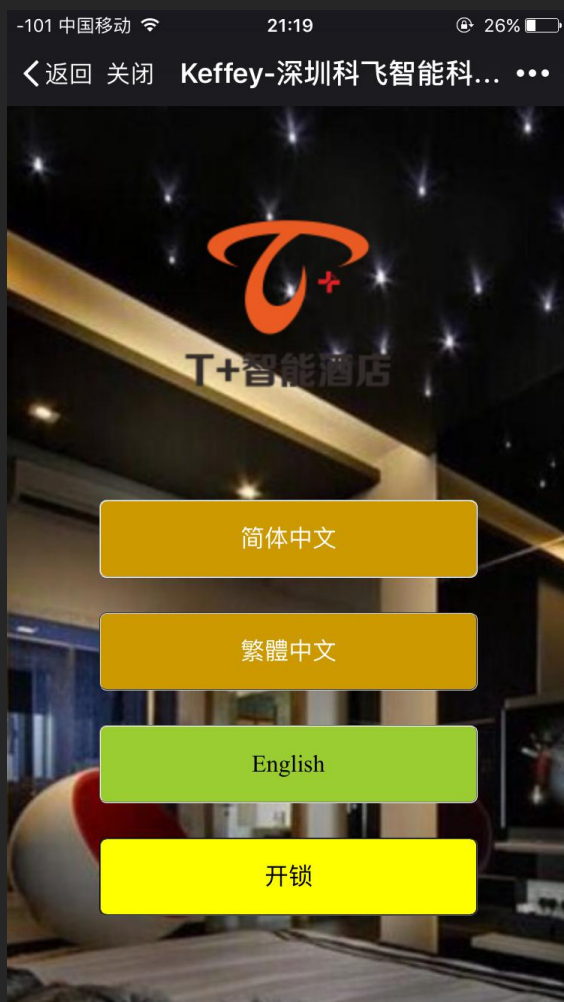 -101 中国移动 21:19 26%
返回 关闭 Keffey-深圳科飞智能科... •••
T+智能酒店
简体中文
繁體中文
English
开锁